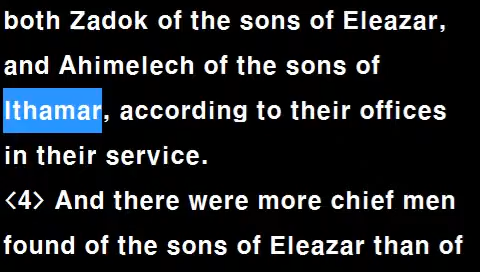 both Zadok of the sons of Eleazar,
and Ahimelech of the sons of
Ithamar, according to their offices
in their service.
<4> And there were more chief men
found of the sons of Eleazar than of